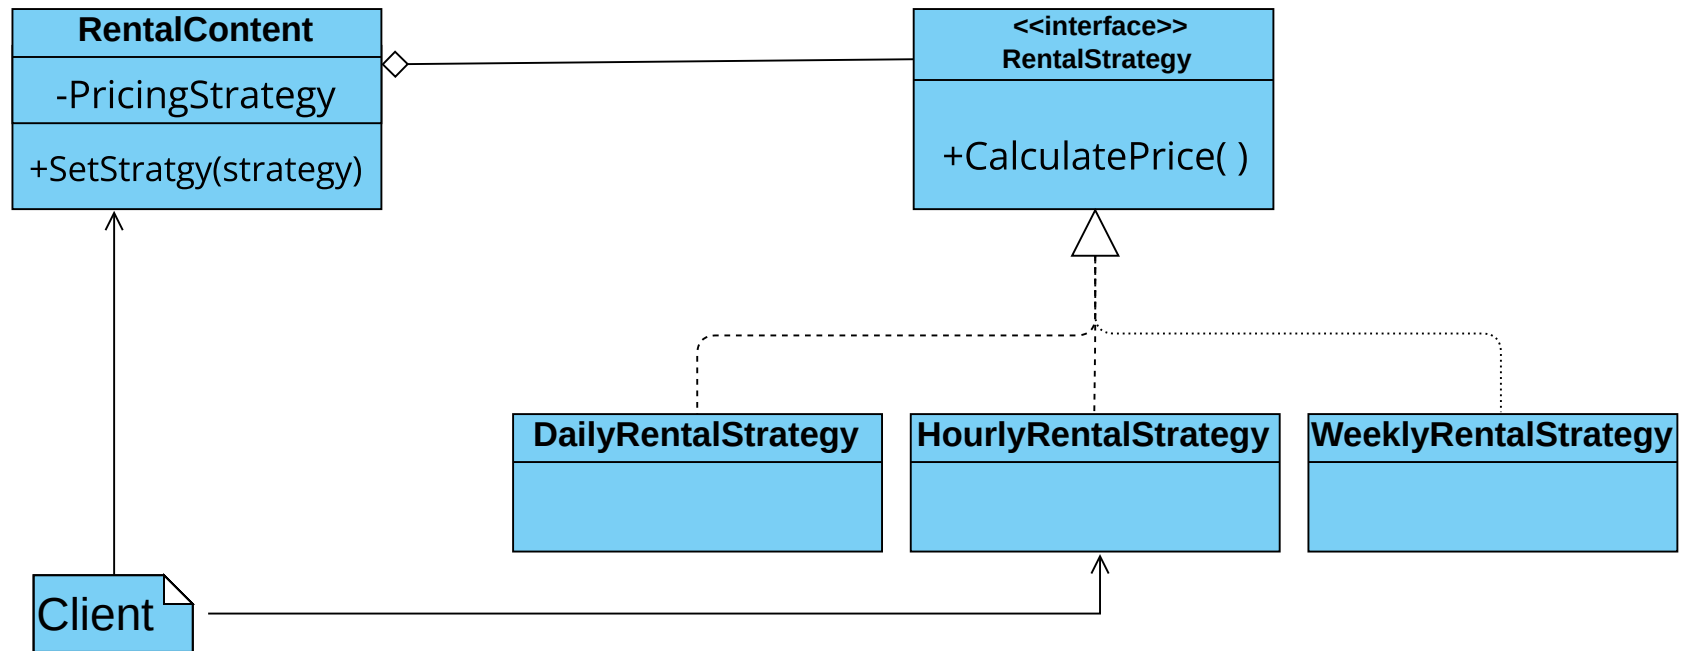 RentalContent
-PricingStrategy
+SetStratgy(strategy)
<<interface>>
RentalStrategy
+CalculatePrice( )
DailyRentalStrategy
HourlyRentalStrategy
WeeklyRentalStrategy
Client